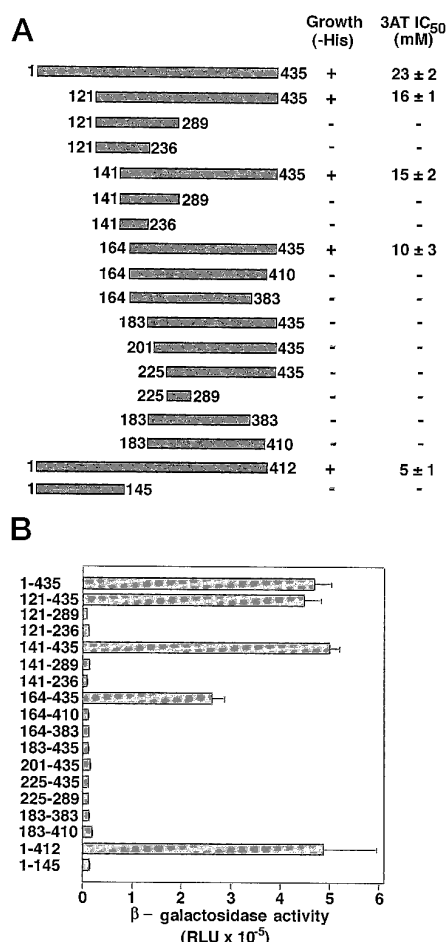 A
Growth (-His) 3AT IC50 (mM)
1 435 + 23 ± 2
121 435 + 16 ± 1
121 289 - -
121 236 - -
141 435 + 15 ± 2
141 289 - -
141 236 - -
164 435 + 10 ± 3
164 410 - -
164 383 - -
183 435 - -
201 435 - -
225 435 - -
225 289 - -
183 383 - -
183 410 - -
1 412 + 5 ± 1
1 145 - -
B
1-435
121-435
121-289
121-236
141-435
141-289
141-236
164-435
164-410
164-383
183-435
201-435
225-435
225-289
183-383
183-410
1-412
1-145
0 1 2 3 4 5 6
β- galactosidase activity
(RLU x 10-5)